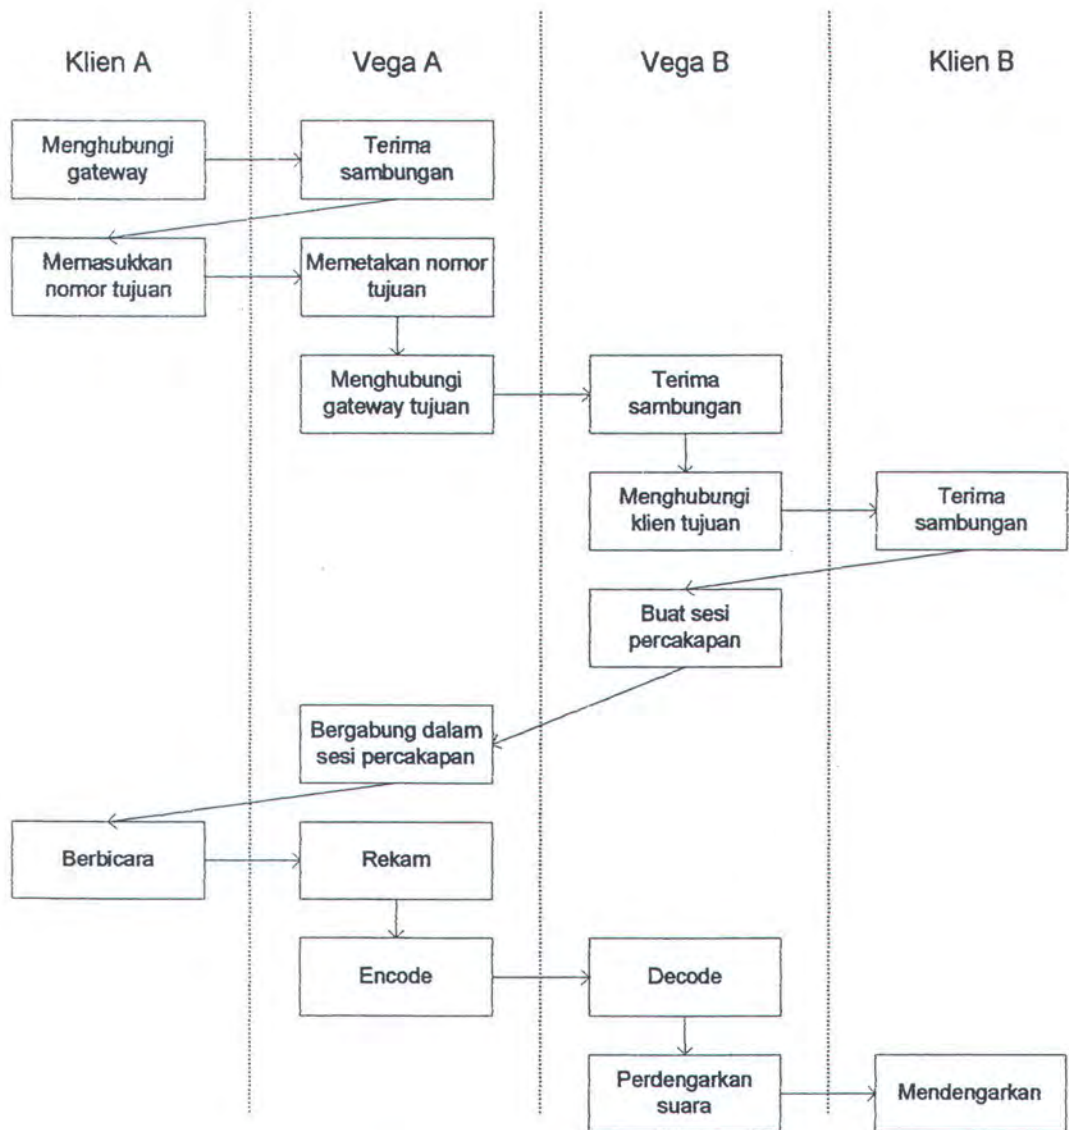 Klien A
Vega A
Vega B
Klien B
Menghubungi
gateway
Terima
sambungan
Memasukkan
nomor tujuan
Memetakan nomor
tujuan
Menghubungi
gateway tujuan
Terima
sambungan
Menghubungi
klien tujuan
Terima
sambungan
Buat sesi
percakapan
Bergabung dalam
sesi percakapan
Berbicara
Rekam
Encode
Decode
Perdengarkan
suara
Mendengarkan